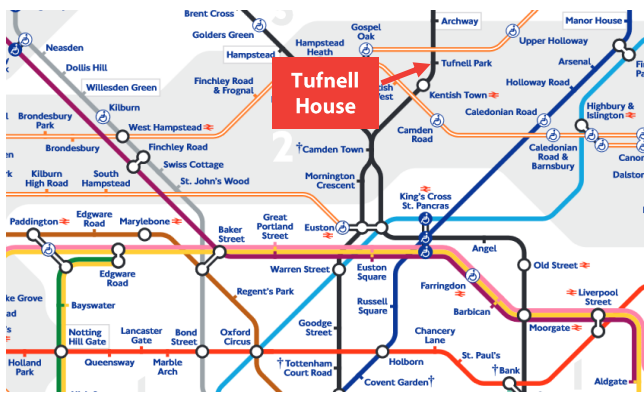 Brent Cross
Golders Green
Hampstead
Hampstead
Heath
Gospel
Oak
Archway
Manor House
Upper Holloway
Tufnell Park
Arsenal
Neasden
Dollis Hill
Willesden Green
Finchley Road
& Frognal
Tufnell
House
Kentish Town
Holloway Road
Kilburn
Highbury &
Islington
Brondesbury
Park
West Hampstead
Camden
Road
Caledonian Road
Brondesbury
Finchley Road
2
†Camden Town
Caledonian
Road &
Barnsbury
Swiss Cottage
Kilburn
High Road
South
Hampstead
St. John's Wood
Mornington
Crescent
King's Cross
St. Pancras
Paddington
Edgware
Road
Marylebone
Baker
Street
Great
Portland
Street
Euston
Angel
Warren Street
Euston
Square
Old Street
Edgware
Road
Farringdon
Liverpool
Street
Regent's Park
Russell
Square
Barbican
Bayswater
Moorgate
Notting
Hill Gate
Lancaster
Gate
Bond
Street
Oxford
Circus
Goodge
Street
Chancery
Lane
Holland
Park
Queensway
Marble
Arch
†Tottenham
Court Road
Holborn
St. Paul's
†Bank
Covent Garden†
Aldgate